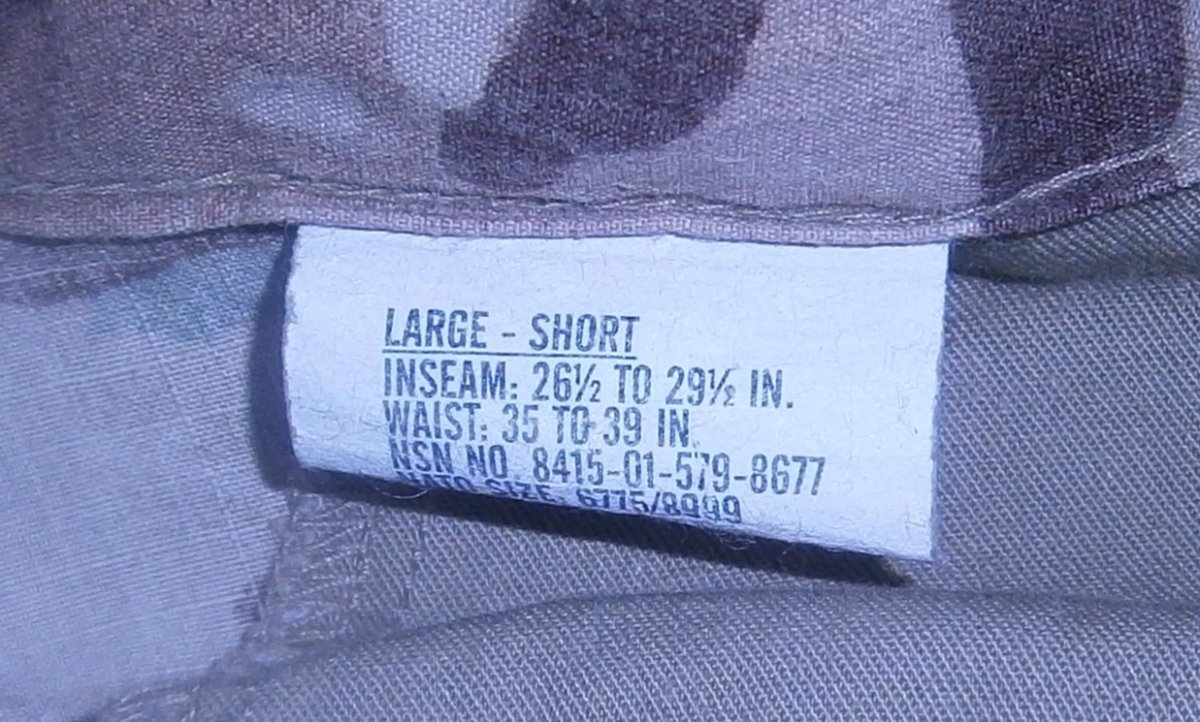 LARGE - SHORT
INSEAM: 26½ TO 29½ IN.
WAIST: 35 TO 39 IN.
NSN NO. 8415-01-579-8677
NATO SIZE: 6775/8999